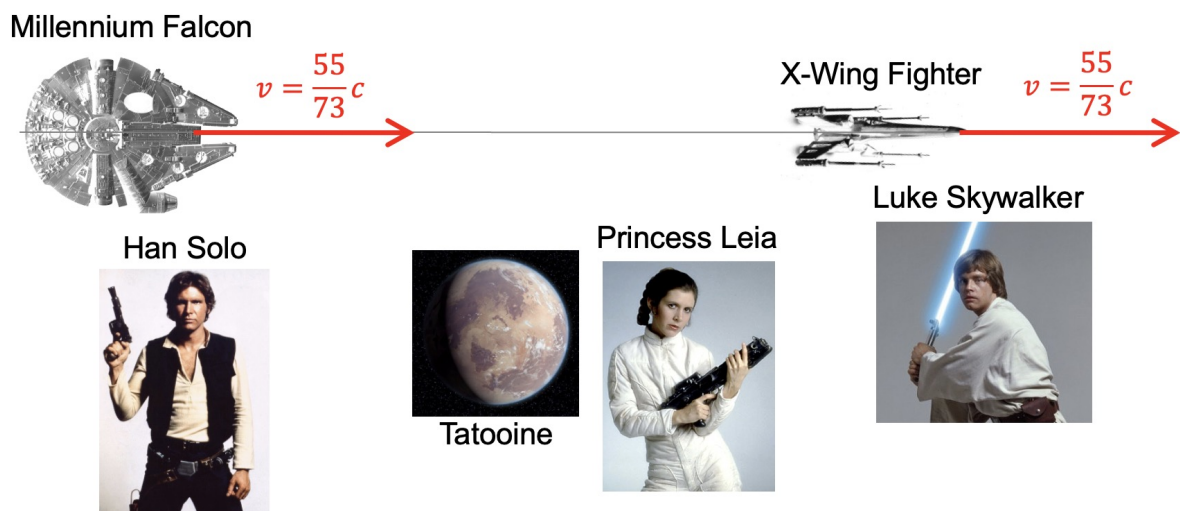 Millennium Falcon
v = 55/73 c
X-Wing Fighter
v = 55/73 c
Luke Skywalker
Princess Leia
Han Solo
Tatooine